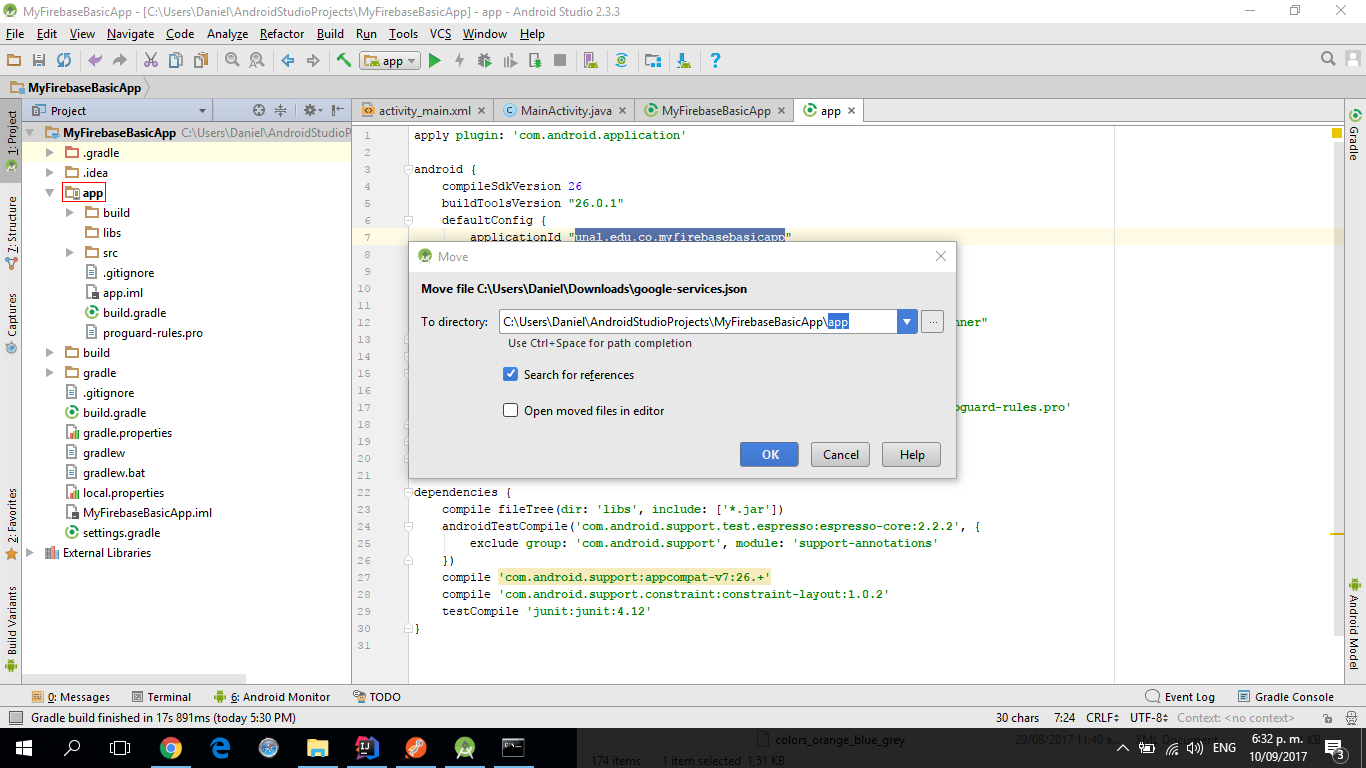 MyFirebaseBasicApp - [C:\Users\Daniel\AndroidStudioProjects\MyFirebaseBasicApp] - app - Android Studio 2.3.3
File Edit View Navigate Code Analyze Refactor Build Run Tools VCS Window Help
app
MyFirebaseBasicApp
Project
activity_main.xml
MainActivity.java
MyFirebaseBasicApp
app
1: Project
7: Structure
Captures
2: Favorites
Build Variants
MyFirebaseBasicApp C:\Users\Daniel\AndroidStudioP
.gradle
.idea
app
build
libs
src
.gitignore
app.iml
build.gradle
proguard-rules.pro
build
gradle
.gitignore
build.gradle
gradle.properties
gradlew
gradlew.bat
local.properties
MyFirebaseBasicApp.iml
settings.gradle
External Libraries
1 apply plugin: 'com.android.application'
2
3 android {
4 compileSdkVersion 26
5 buildToolsVersion "26.0.1"
6 defaultConfig {
7 applicationId "unal.edu.co.myfirebasebasicapp"
8
9
10
11
12 nner"
13
14
15
16
17 oguard-rules.pro'
18
19
20
21
22 dependencies {
23 compile fileTree(dir: 'libs', include: ['*.jar'])
24 androidTestCompile('com.android.support.test.espresso:espresso-core:2.2.2', {
25 exclude group: 'com.android.support', module: 'support-annotations'
26 })
27 compile 'com.android.support:appcompat-v7:26.+'
28 compile 'com.android.support.constraint:constraint-layout:1.0.2'
29 testCompile 'junit:junit:4.12'
30 }
31
Move
Move file C:\Users\Daniel\Downloads\google-services.json
To directory: C:\Users\Daniel\AndroidStudioProjects\MyFirebaseBasicApp\app
Use Ctrl+Space for path completion
Search for references
Open moved files in editor
OK Cancel Help
Gradle
Android Model
0: Messages Terminal 6: Android Monitor TODO Event Log Gradle Console
Gradle build finished in 17s 891ms (today 5:30 PM) 30 chars 7:24 CRLF UTF-8 Context: <no context>
colors_orange_blue_grey 29/08/2017 11:40 a... XML Document KB
174 items 1 item selected 1,51 KB
ENG
6:32 p. m.
10/09/2017
3